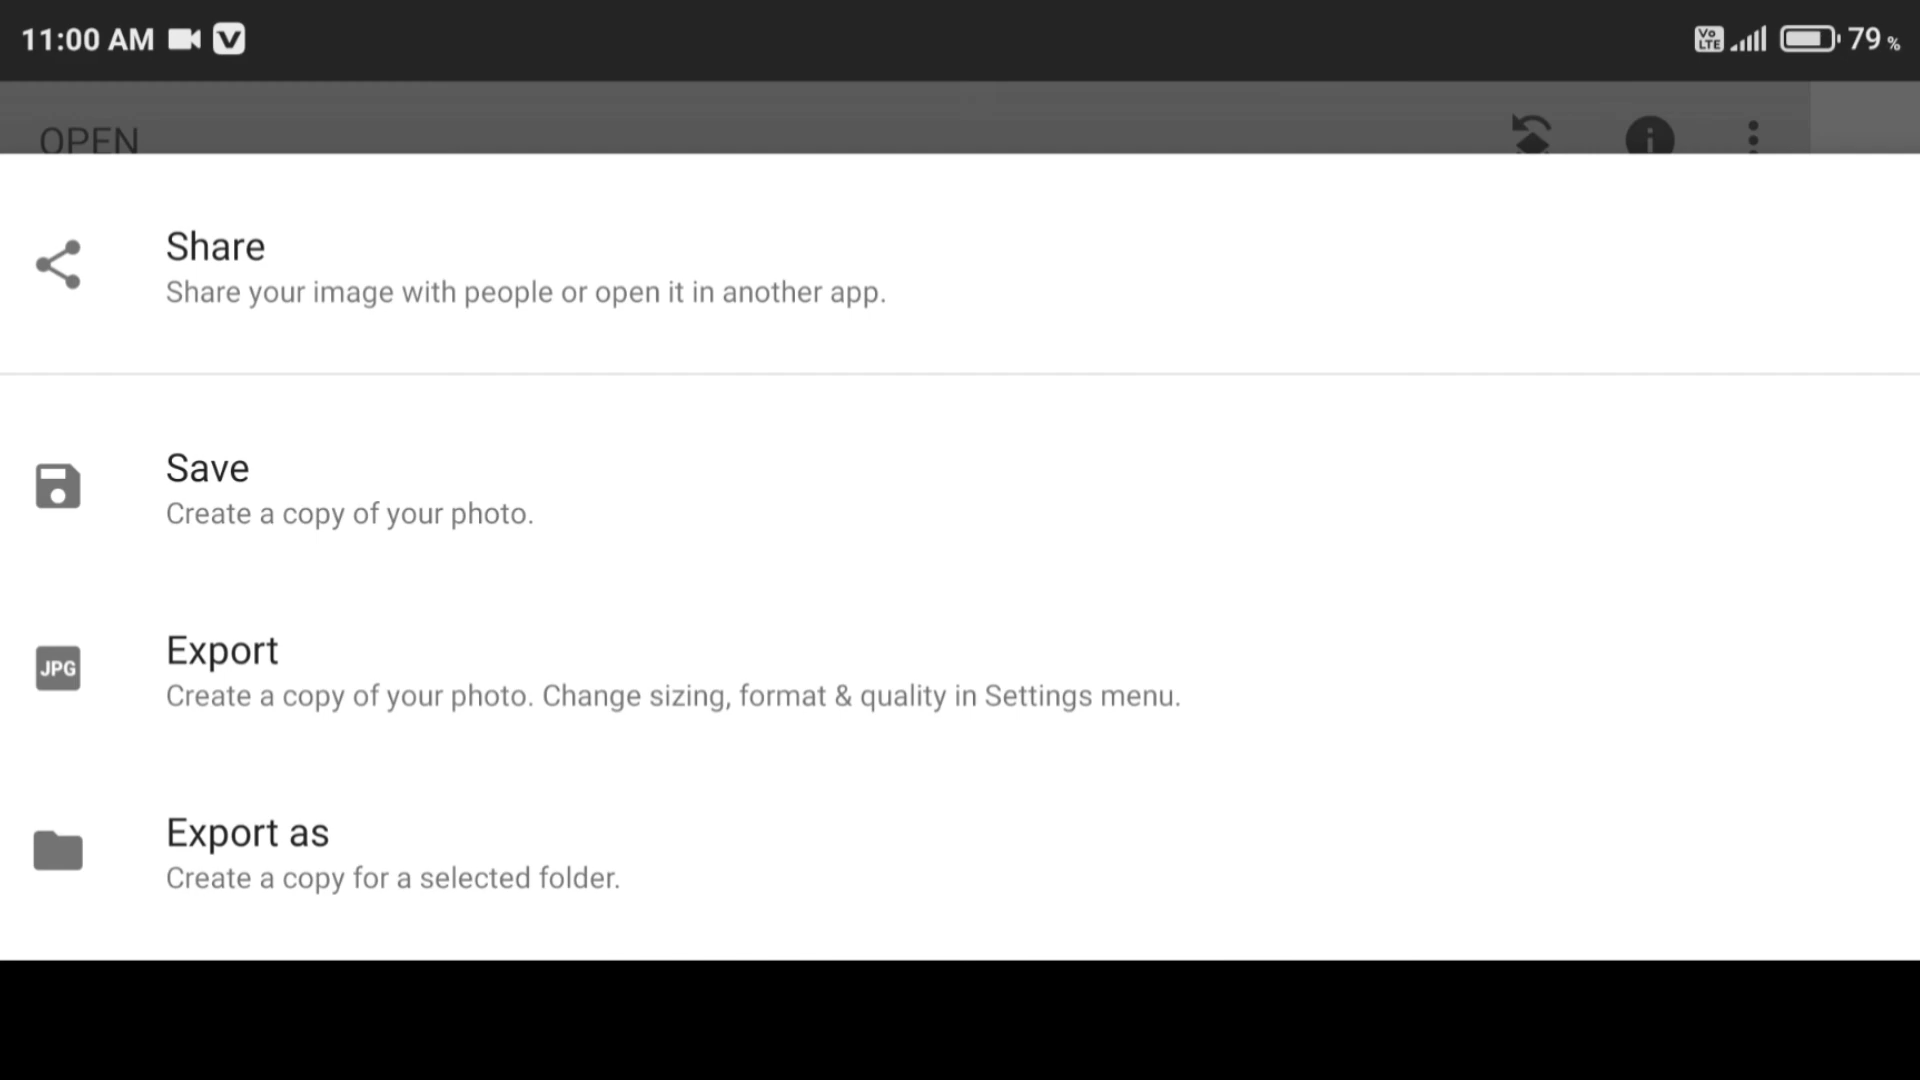 11:00 AM
Vo LTE
79 %
OPEN
Share
Share your image with people or open it in another app.
Save
Create a copy of your photo.
JPG
Export
Create a copy of your photo. Change sizing, format & quality in Settings menu.
Export as
Create a copy for a selected folder.